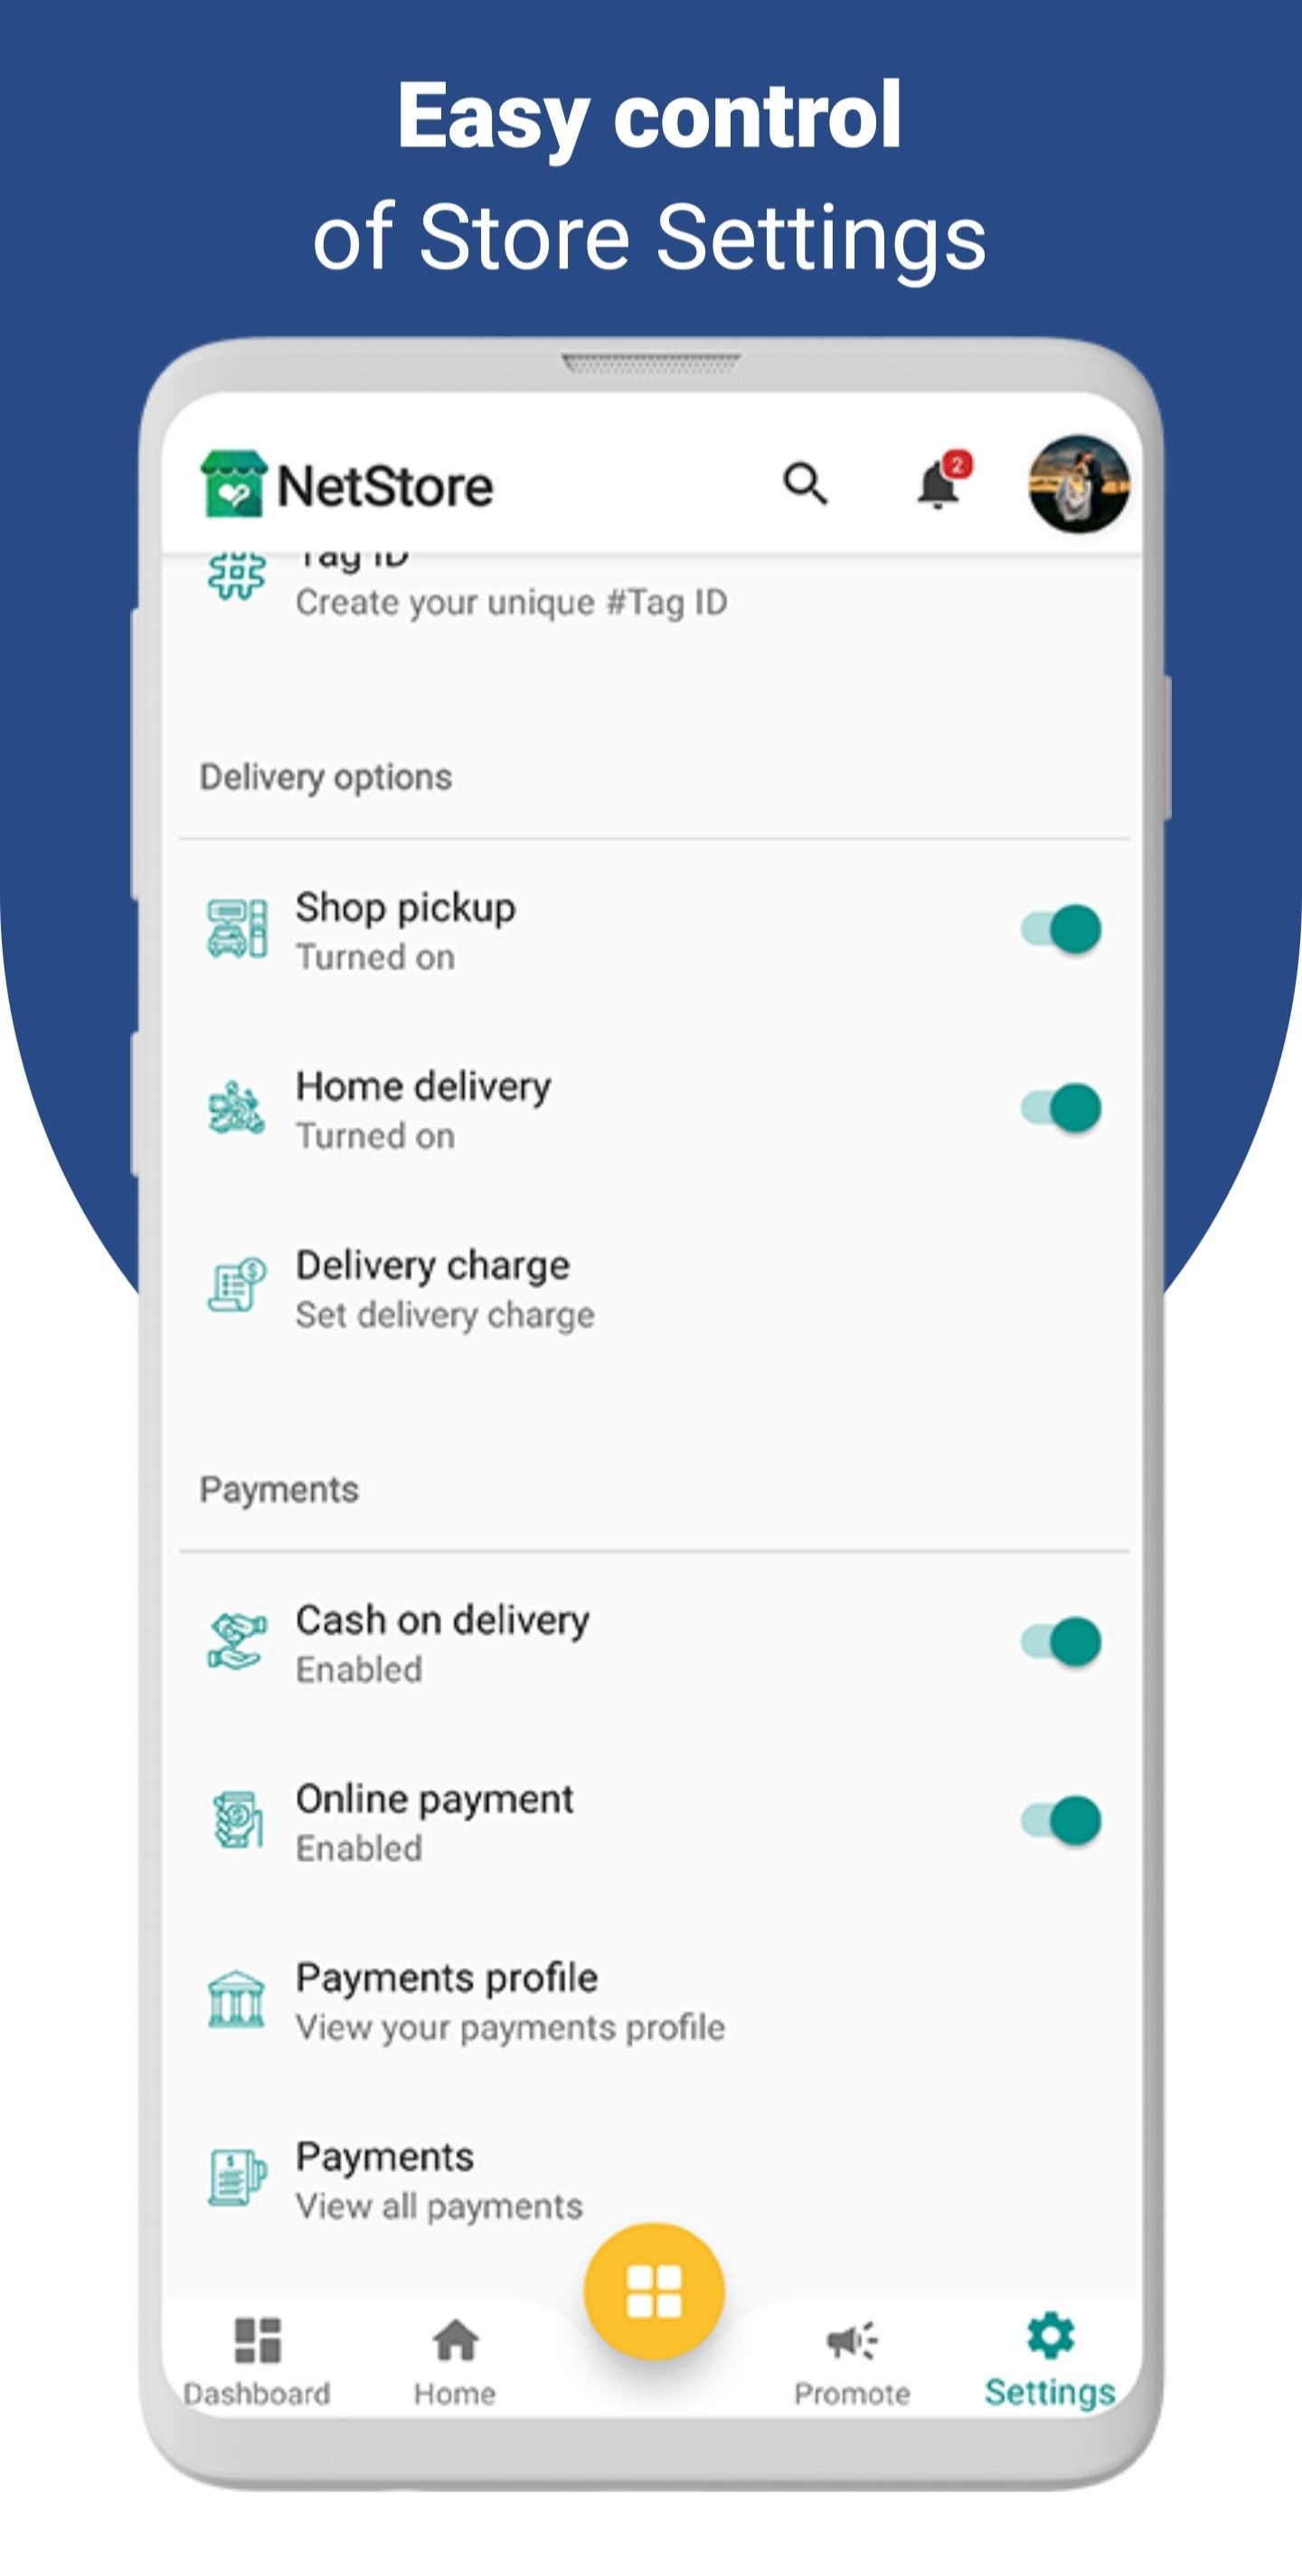 Easy control
of Store Settings
NetStore
2
Tag ID
Create your unique #Tag ID
Delivery options
Shop pickup
Turned on
Home delivery
Turned on
Delivery charge
Set delivery charge
Payments
Cash on delivery
Enabled
Online payment
Enabled
Payments profile
View your payments profile
Payments
View all payments
Dashboard
Home
Promote
Settings